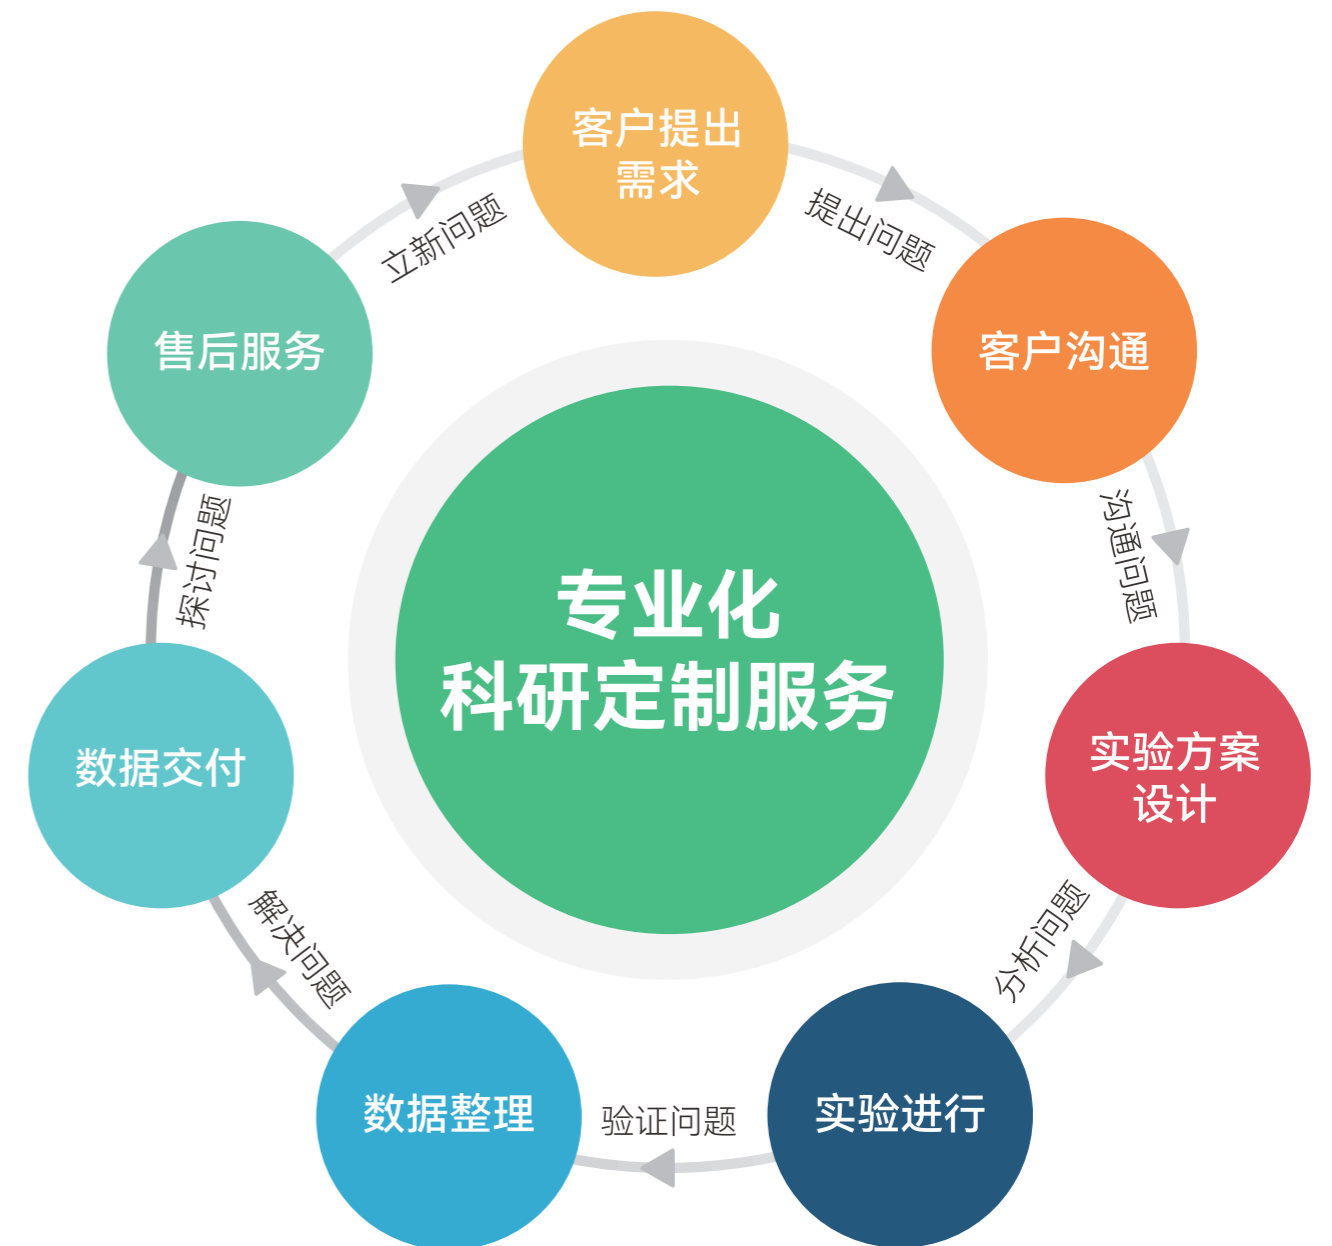 客户提出
需求
提出问题
客户沟通
沟通问题
实验方案
设计
分析问题
实验进行
验证问题
数据整理
解决问题
数据交付
探讨问题
售后服务
立新问题
专业化
科研定制服务